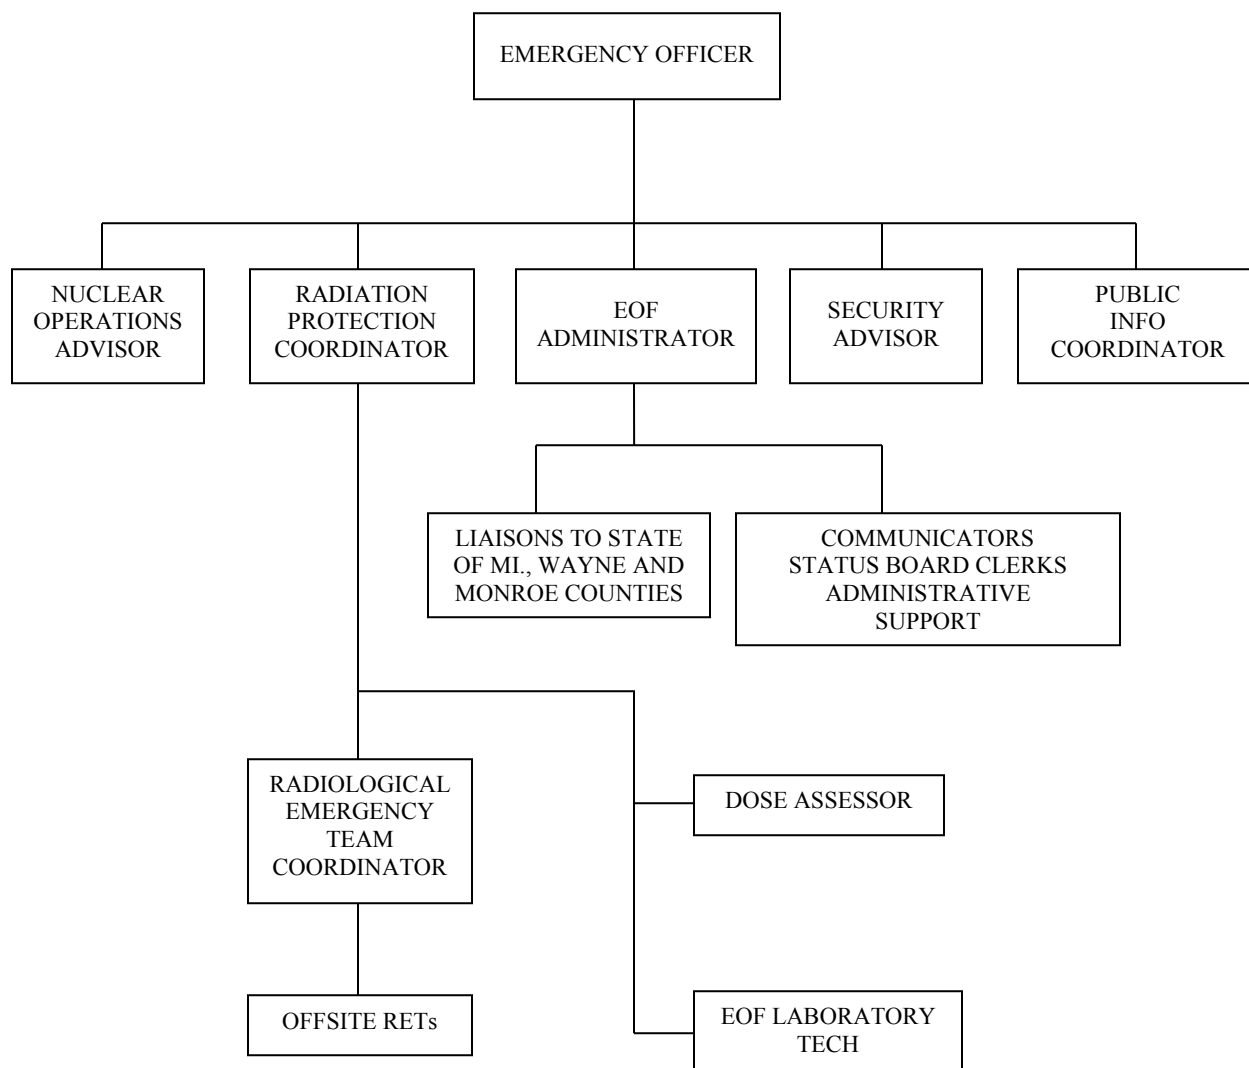 EMERGENCY OFFICER
NUCLEAR
OPERATIONS
ADVISOR
RADIATION
PROTECTION
COORDINATOR
EOF
ADMINISTRATOR
SECURITY
ADVISOR
PUBLIC
INFO
COORDINATOR
LIAISONS TO STATE
OF MI., WAYNE AND
MONROE COUNTIES
COMMUNICATORS
STATUS BOARD CLERKS
ADMINISTRATIVE
SUPPORT
RADIOLOGICAL
EMERGENCY
TEAM
COORDINATOR
DOSE ASSESSOR
OFFSITE RETs
EOF LABORATORY
TECH